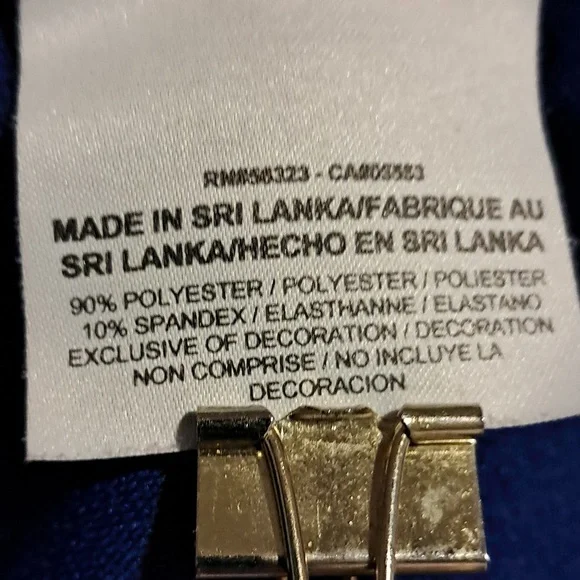 RN#56323 - CA#05553
MADE IN SRI LANKA/FABRIQUE AU
SRI LANKA/HECHO EN SRI LANKA
90% POLYESTER / POLYESTER / POLIESTER
10% SPANDEX / ELASTHANNE / ELASTANO
EXCLUSIVE OF DECORATION / DECORATION
NON COMPRISE / NO INCLUYE LA
DECORACION